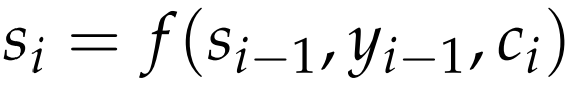 s_i = f(s_{i−1}, y_{i−1}, c_i)